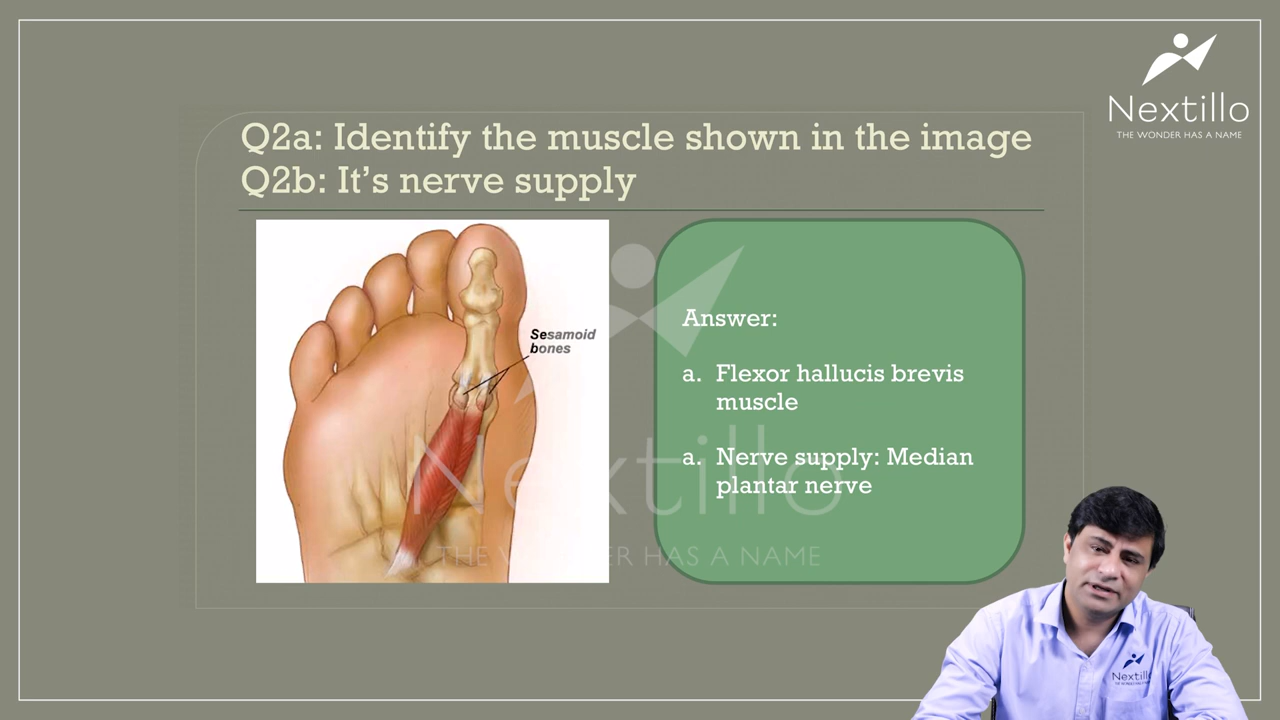 Nextillo
THE WONDER HAS A NAME
Q2a: Identify the muscle shown in the image
Q2b: It’s nerve supply
Sesamoid
bones
Answer:
a. Flexor hallucis brevis
muscle
a. Nerve supply: Median
plantar nerve
Nextillo
THE WONDER HAS A NAME
Nextillo